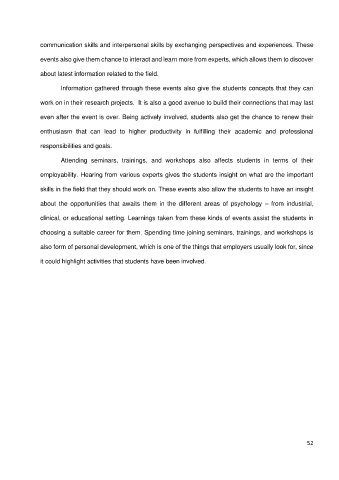 communication skills and interpersonal skills by exchanging perspectives and experiences. These
events also give them chance to interact and learn more from experts, which allows them to discover
about latest information related to the field.
Information gathered through these events also give the students concepts that they can
work on in their research projects. It is also a good avenue to build their connections that may last
even after the event is over. Being actively involved, students also get the chance to renew their
enthusiasm that can lead to higher productivity in fulfilling their academic and professional
responsibilities and goals.
Attending seminars, trainings, and workshops also affects students in terms of their
employability. Hearing from various experts gives the students insight on what are the important
skills in the field that they should work on. These events also allow the students to have an insight
about the opportunities that awaits them in the different areas of psychology – from industrial,
clinical, or educational setting. Learnings taken from these kinds of events assist the students in
choosing a suitable career for them. Spending time joining seminars, trainings, and workshops is
also form of personal development, which is one of the things that employers usually look for, since
it could highlight activities that students have been involved.
52